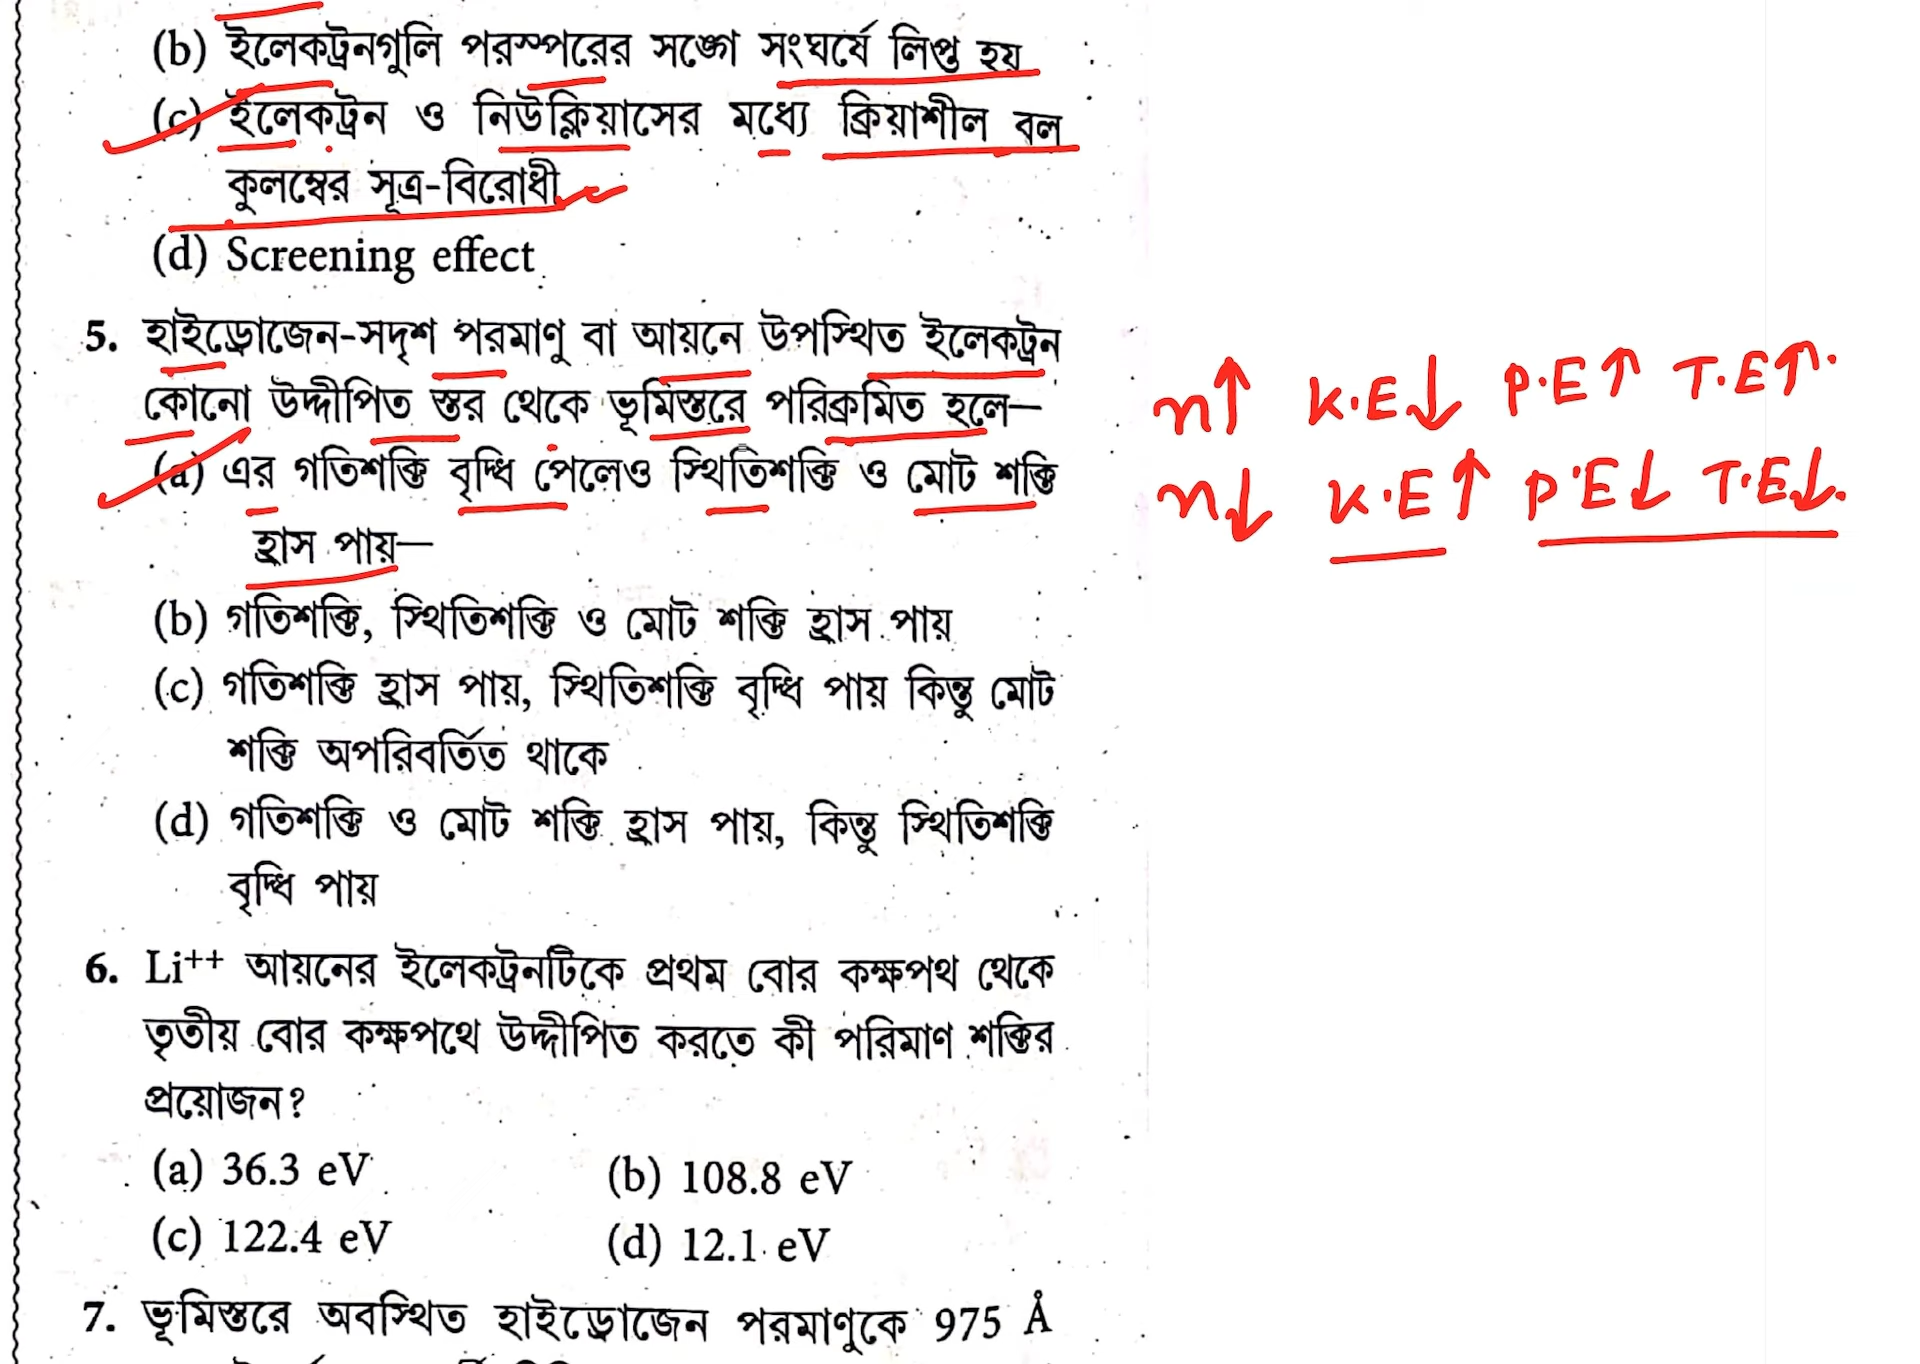 (b) ইলেকট্রনগুলি পরস্পরের সঙ্গে সংঘর্ষে লিপ্ত হয়
(c) ইলেকট্রন ও নিউক্লিয়াসের মধ্যে ক্রিয়াশীল বল
কুলম্বের সূত্র-বিরোধী
(d) Screening effect
5. হাইড্রোজেন-সদৃশ পরমাণু বা আয়নে উপস্থিত ইলেকট্রন
কোনো উদ্দীপিত স্তর থেকে ভূমিস্তরে পরিক্রমিত হলে—
(a) এর গতিশক্তি বৃদ্ধি পেলেও স্থিতিশক্তি ও মোট শক্তি
হ্রাস পায়—
n↑ K.E↓ P.E↑ T.E↑.
n↓ K.E↑ P.E↓ T.E↓.
(b) গতিশক্তি, স্থিতিশক্তি ও মোট শক্তি হ্রাস পায়
(c) গতিশক্তি হ্রাস পায়, স্থিতিশক্তি বৃদ্ধি পায় কিন্তু মোট
শক্তি অপরিবর্তিত থাকে
(d) গতিশক্তি ও মোট শক্তি হ্রাস পায়, কিন্তু স্থিতিশক্তি
বৃদ্ধি পায়
6. Li⁺⁺ আয়নের ইলেকট্রনটিকে প্রথম বোর কক্ষপথ থেকে
তৃতীয় বোর কক্ষপথে উদ্দীপিত করতে কী পরিমাণ শক্তির
প্রয়োজন?
(a) 36.3 eV (b) 108.8 eV
(c) 122.4 eV (d) 12.1 eV
7. ভূমিস্তরে অবস্থিত হাইড্রোজেন পরমাণুকে 975 Å